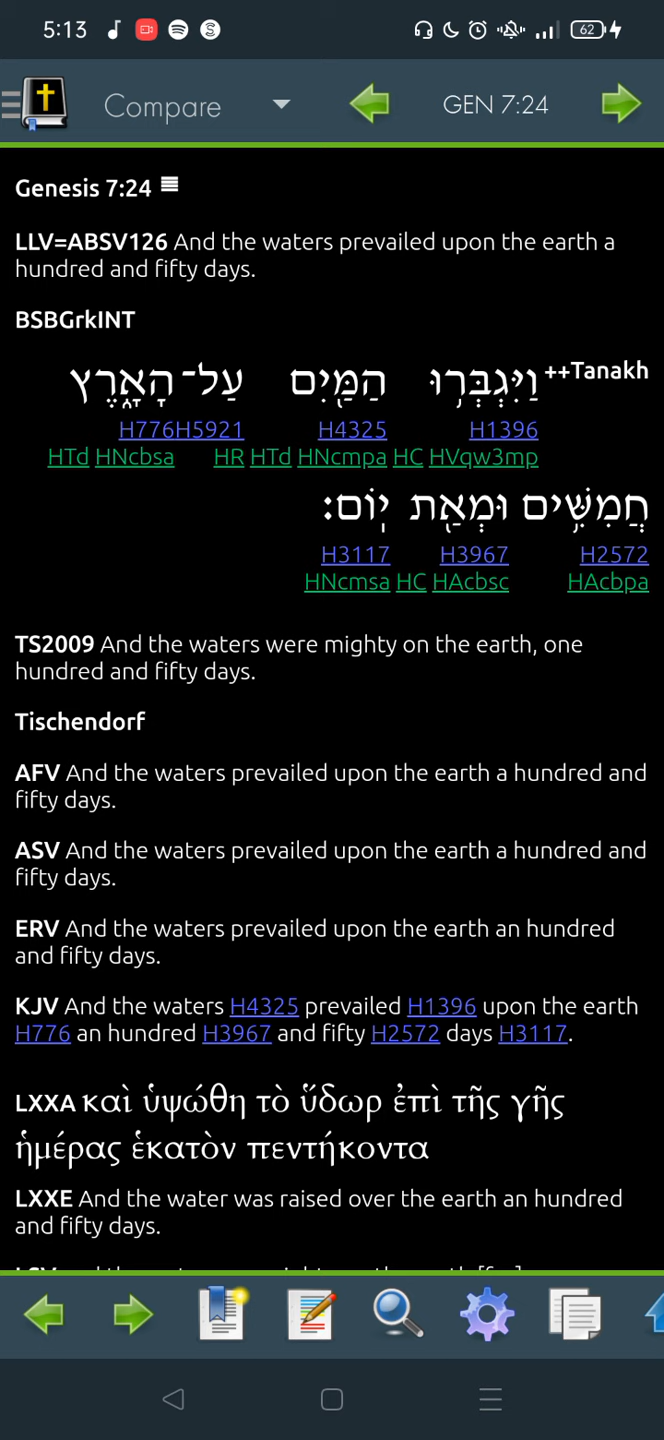 5:13
62
Compare
GEN 7:24
Genesis 7:24
LLV=ABSV126 And the waters prevailed upon the earth a
hundred and fifty days.
BSBGrkINT
++Tanakh וַיִּגְבְּר֥וּ הַמַּ֖יִם עַל־הָאָ֑רֶץ
H1396 H4325 H776H5921
HTd HNcbsa HR HTd HNcmpa HC HVqw3mp
חֲמִשִּׁ֥ים וּמְאַ֖ת יֽוֹם׃
H3117 H3967 H2572
HNcmsa HC HAcbsc HAcbpa
TS2009 And the waters were mighty on the earth, one
hundred and fifty days.
Tischendorf
AFV And the waters prevailed upon the earth a hundred and
fifty days.
ASV And the waters prevailed upon the earth a hundred and
fifty days.
ERV And the waters prevailed upon the earth an hundred
and fifty days.
KJV And the waters H4325 prevailed H1396 upon the earth
H776 an hundred H3967 and fifty H2572 days H3117.
LXXA καὶ ὑψώθη τὸ ὕδωρ ἐπὶ τῆς γῆς
ἡμέρας ἑκατὸν πεντήκοντα
LXXE And the water was raised over the earth an hundred
and fifty days.